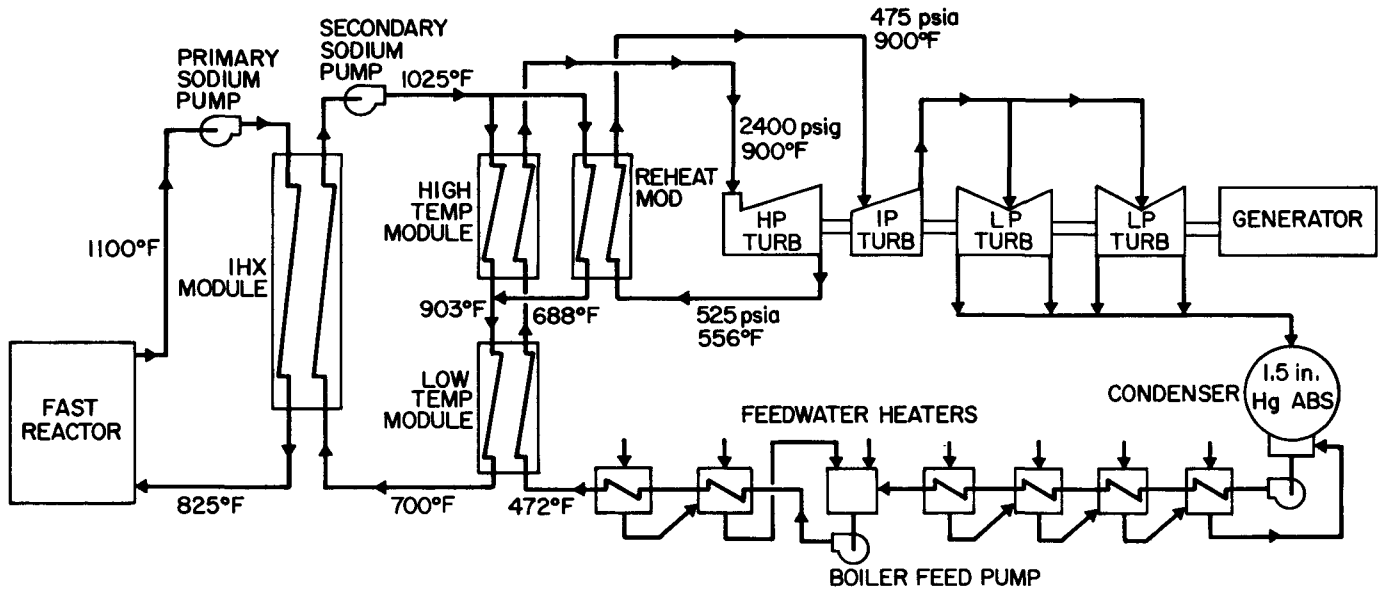 475 psia
900°F
SECONDARY
SODIUM
PUMP
PRIMARY
SODIUM
PUMP
1025°F
2400 psig
900°F
HIGH
TEMP
MODULE
REHEAT
MOD
HP
TURB
IP
TURB
LP
TURB
LP
TURB
GENERATOR
1100°F
IHX
MODULE
903°F
688°F
525 psia
556°F
FAST
REACTOR
LOW
TEMP
MODULE
CONDENSER
1.5 in.
Hg ABS
FEEDWATER HEATERS
825°F
700°F
472°F
BOILER FEED PUMP